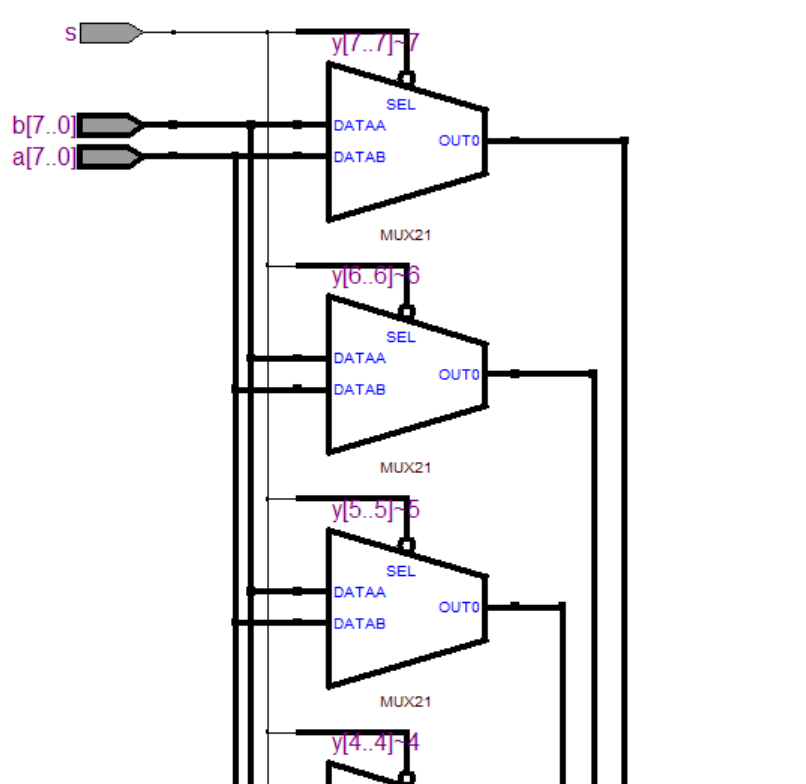 s
y[7..7]~7
SEL
b[7..0]
DATAA
OUT0
a[7..0]
DATAB
MUX21
y[6..6]~6
SEL
DATAA
OUT0
DATAB
MUX21
y[5..5]~5
SEL
DATAA
OUT0
DATAB
MUX21
y[4..4]~4